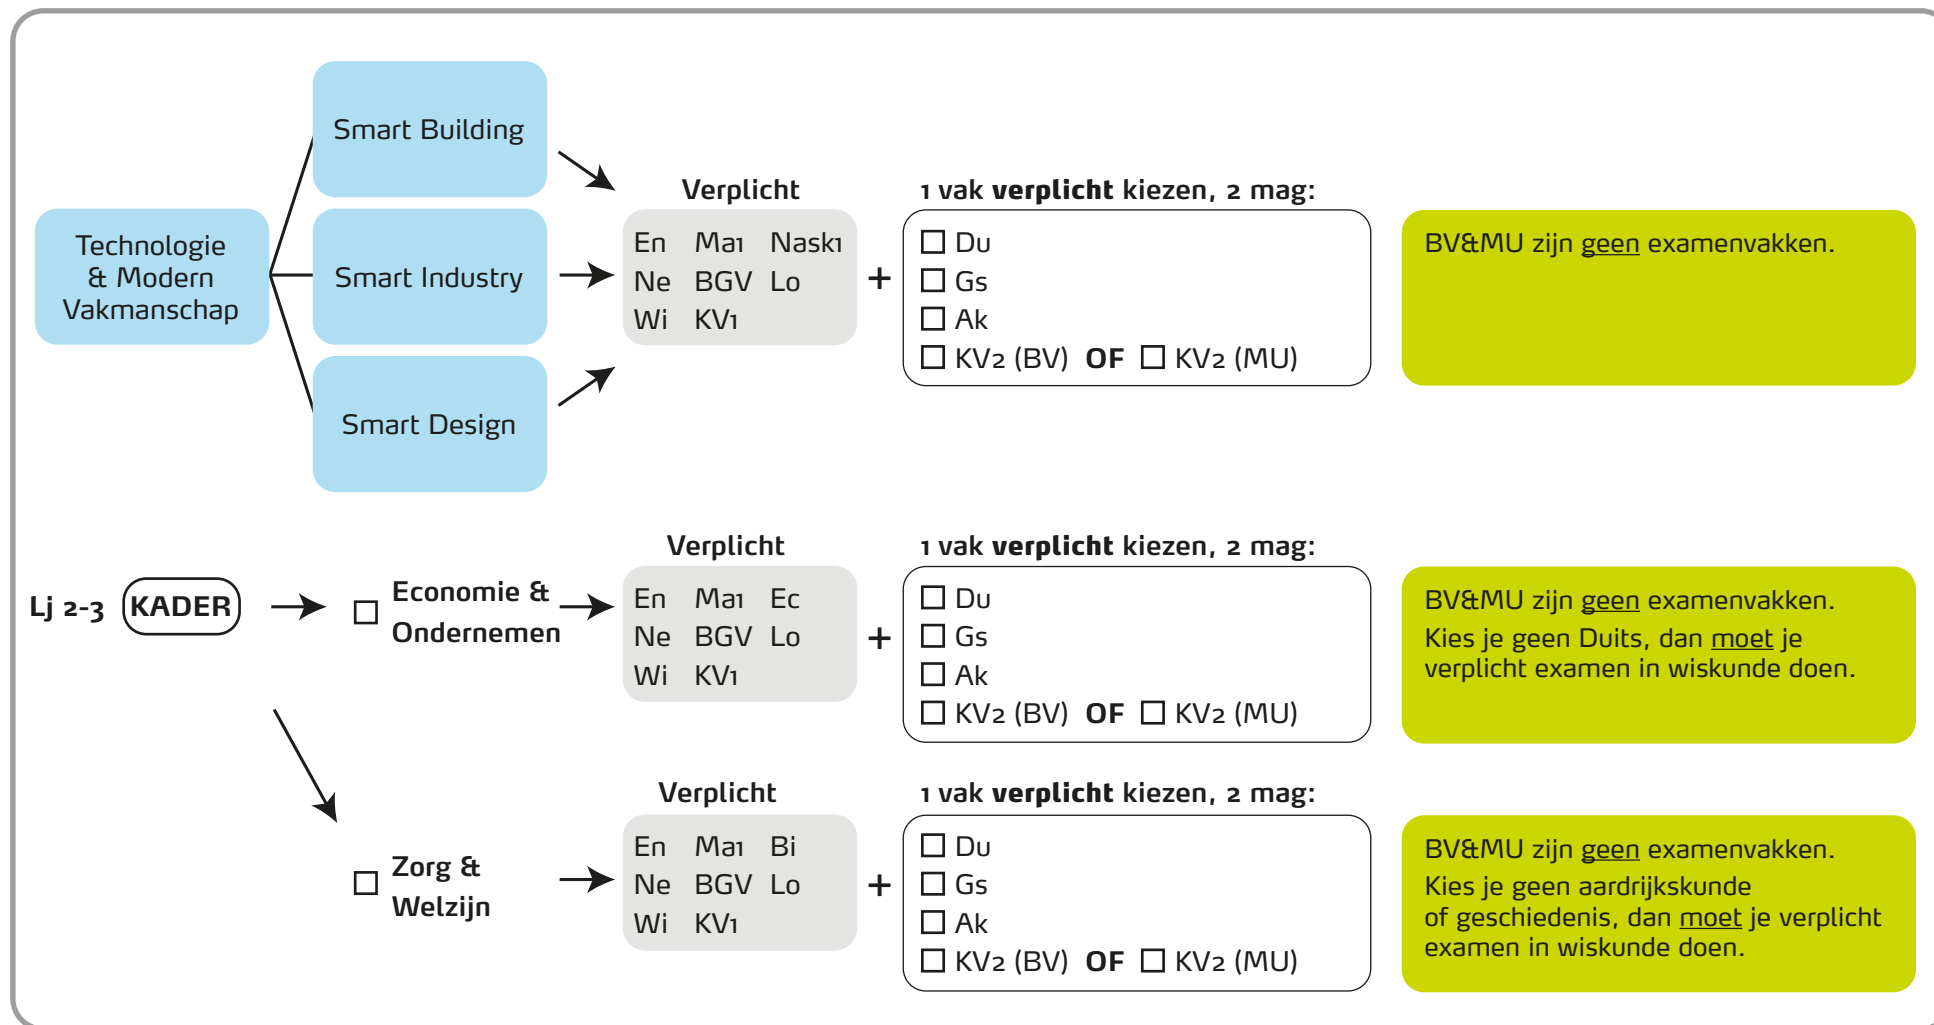 Technologie
& Modern
Vakmanschap
Smart Building
Smart Industry
Smart Design
Verplicht
En Ma1 Nask1
Ne BGV Lo
Wi KV1
+
1 vak verplicht kiezen, 2 mag:
Du
Gs
Ak
KV2 (BV) OF KV2 (MU)
BV&MU zijn geen examenvakken.
Lj 2-3 KADER
Economie &
Ondernemen
Verplicht
En Ma1 Ec
Ne BGV Lo
Wi KV1
+
1 vak verplicht kiezen, 2 mag:
Du
Gs
Ak
KV2 (BV) OF KV2 (MU)
BV&MU zijn geen examenvakken.
Kies je geen Duits, dan moet je
verplicht examen in wiskunde doen.
Zorg &
Welzijn
Verplicht
En Ma1 Bi
Ne BGV Lo
Wi KV1
+
1 vak verplicht kiezen, 2 mag:
Du
Gs
Ak
KV2 (BV) OF KV2 (MU)
BV&MU zijn geen examenvakken.
Kies je geen aardrijkskunde
of geschiedenis, dan moet je verplicht
examen in wiskunde doen.